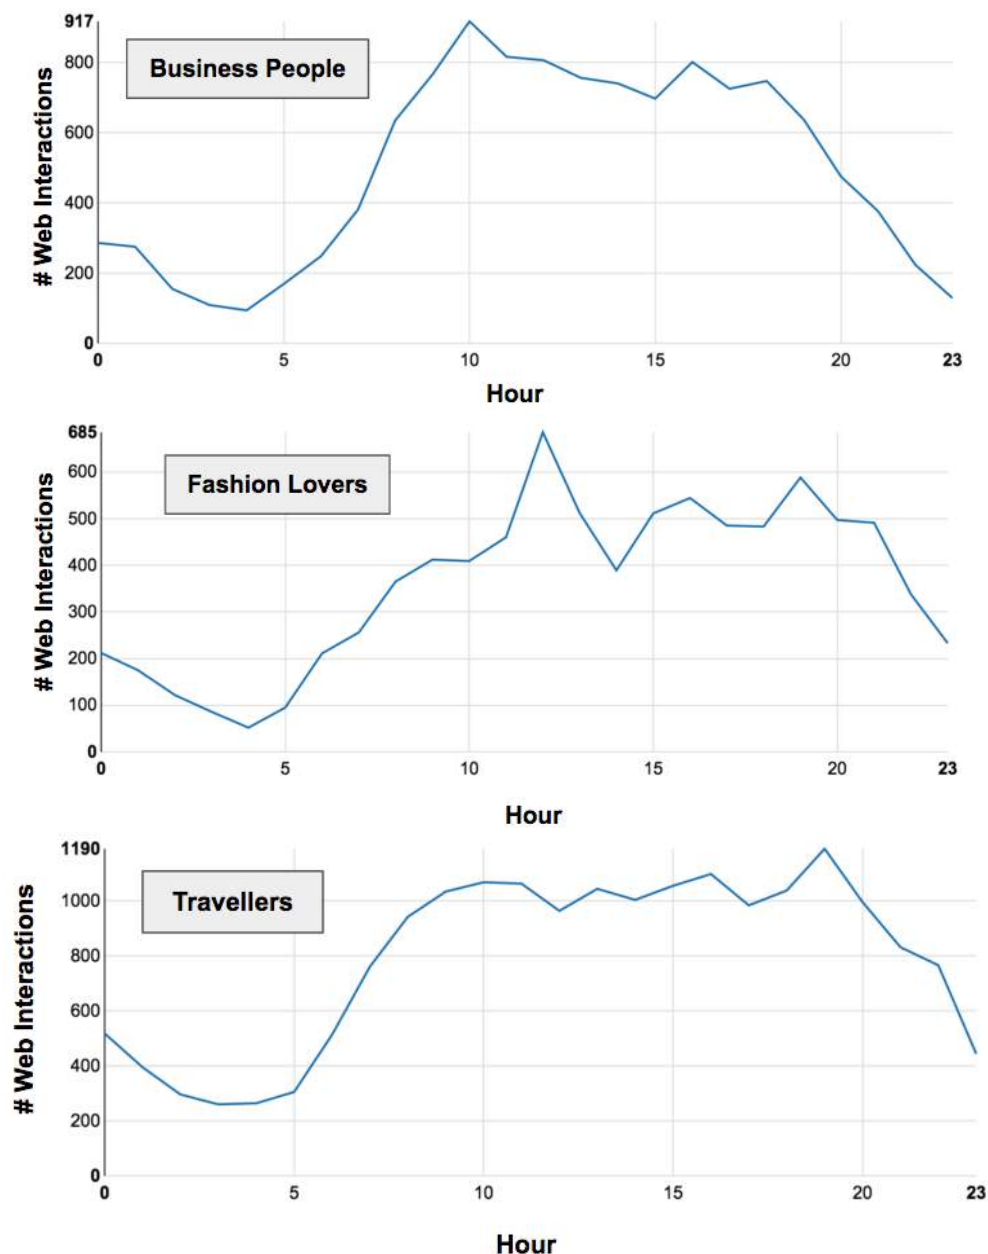 917
Business People
800
600
400
200
0
# Web Interactions
0 5 10 15 20 23
Hour
685
Fashion Lovers
600
500
400
300
200
100
0
# Web Interactions
0 5 10 15 20 23
Hour
1190
Travellers
1000
800
600
400
200
0
# Web Interactions
0 5 10 15 20 23
Hour